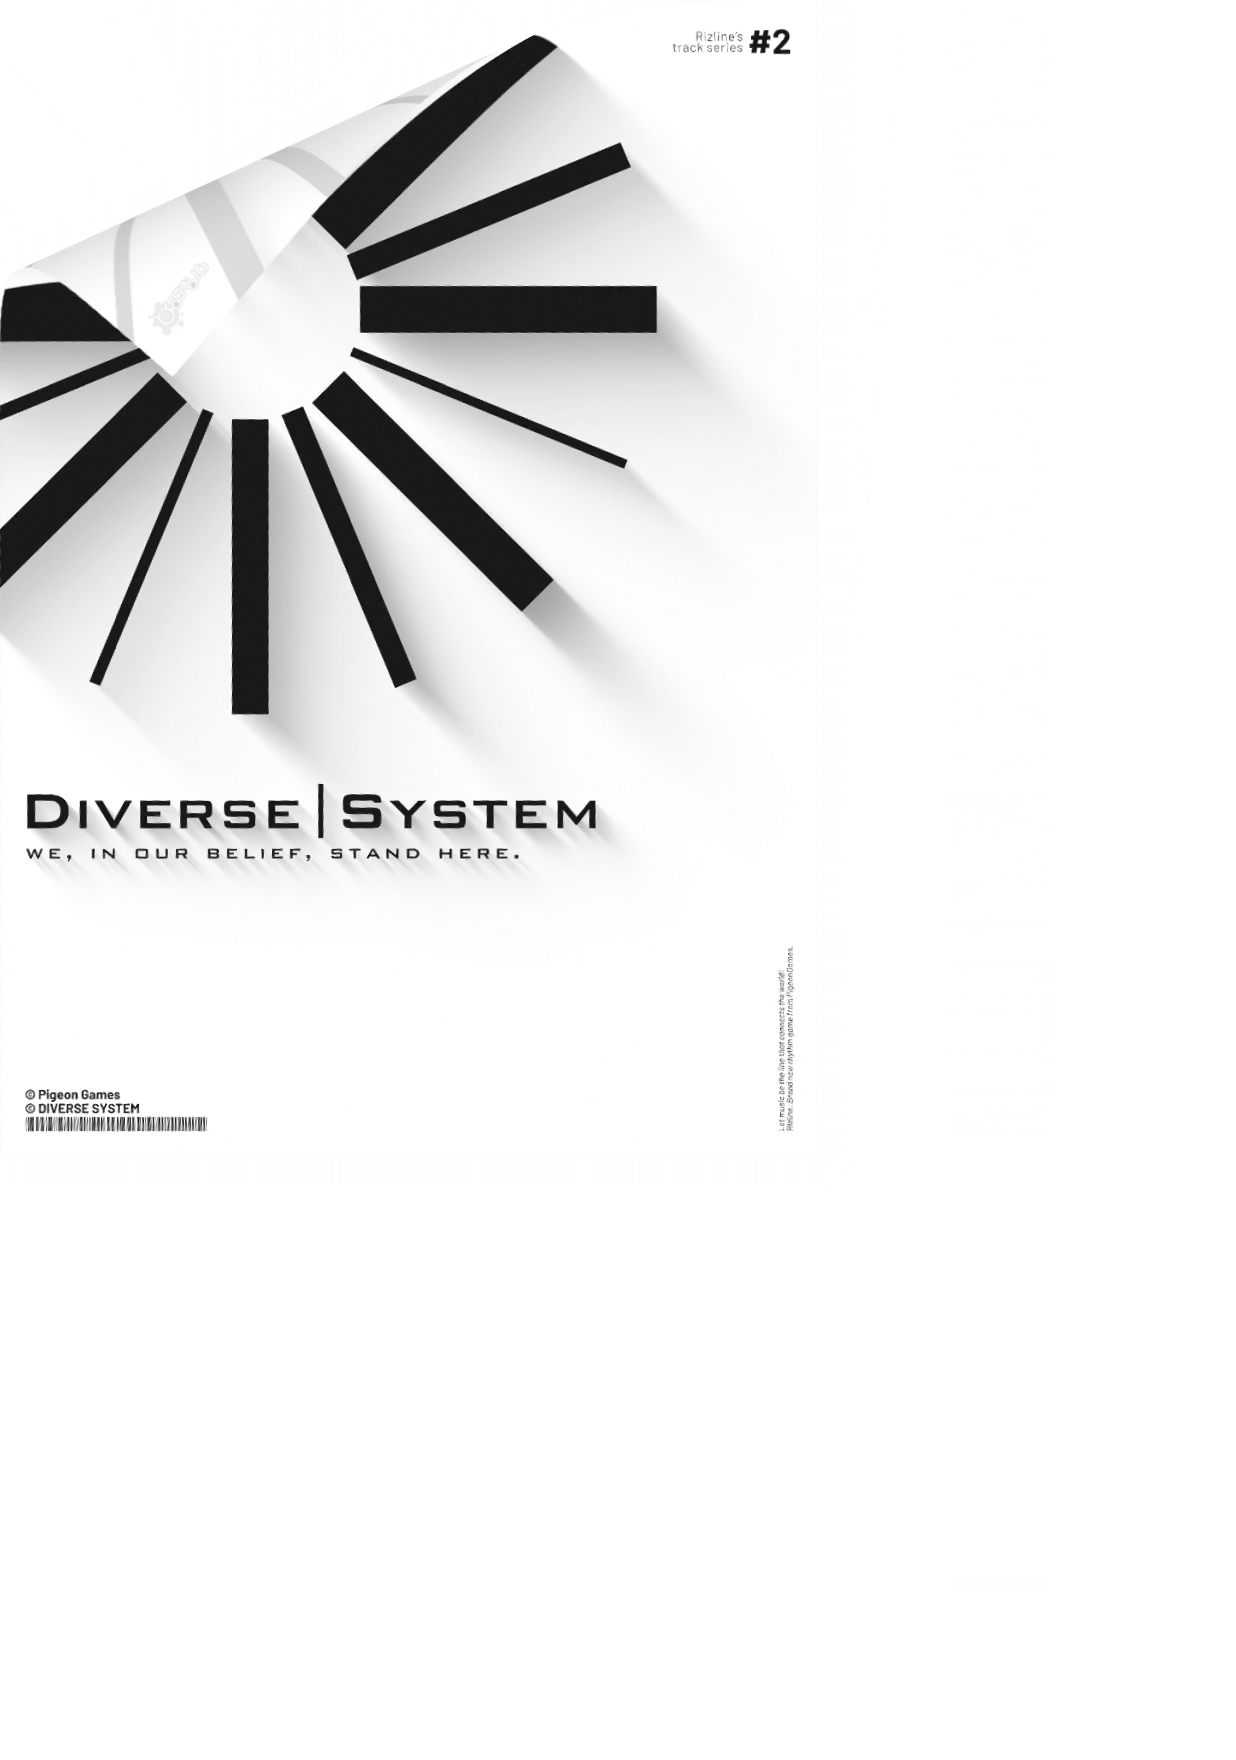 Rizline's
track series #2
DIVERSE|SYSTEM
WE, IN OUR BELIEF, STAND HERE.
Let music be the line that connects the world!
Rizline. Brand new rhythm game from PigeonGames.
© Pigeon Games
© DIVERSE SYSTEM